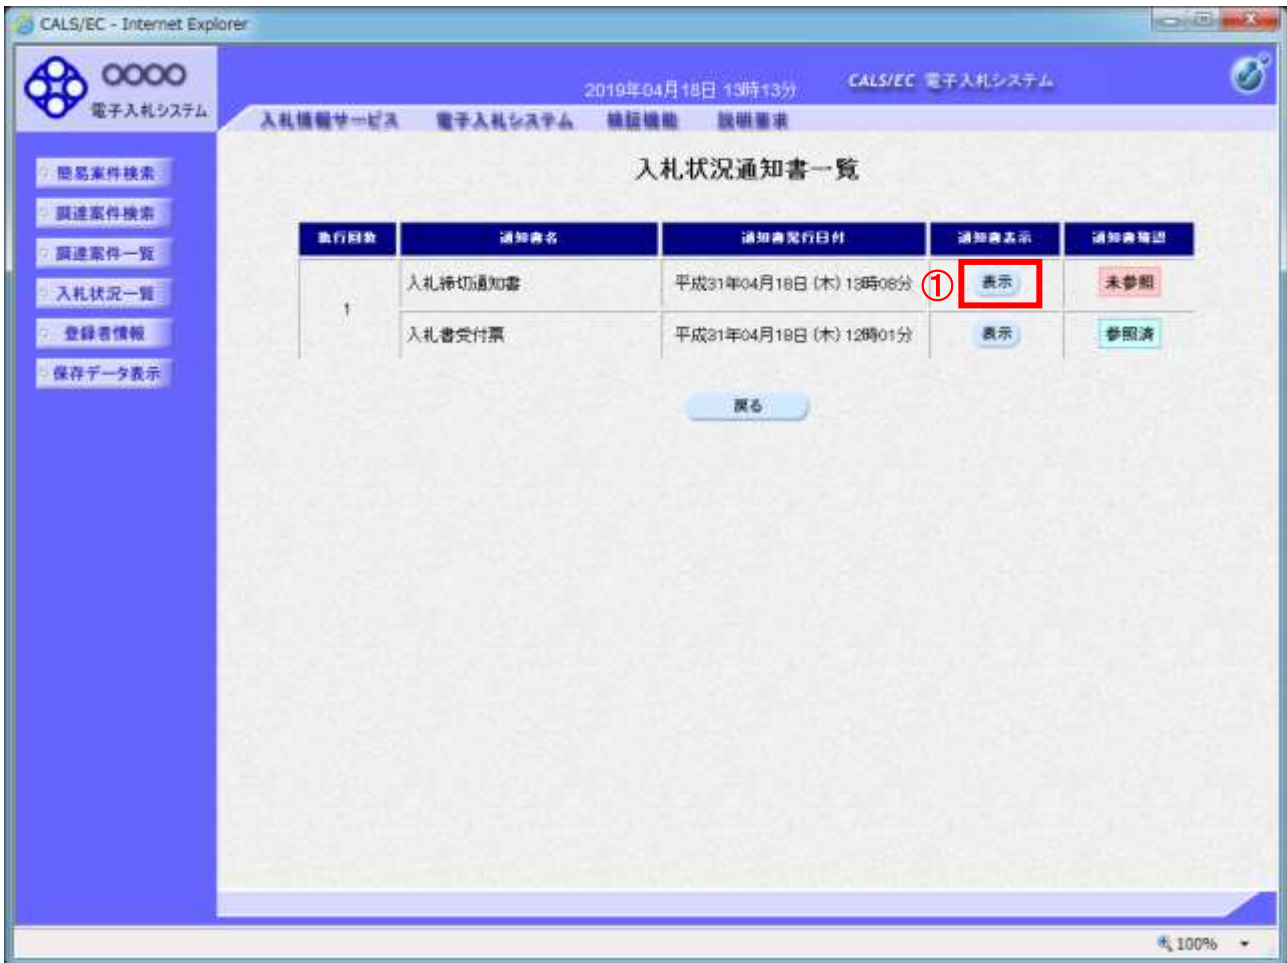 CALS/EC - Internet Explorer
OOOO
電子入札システム
2019年04月18日 13時13分
CALS/EC 電子入札システム
入札情報サービス 電子入札システム 検証機能 説明要求
簡易案件検索
調達案件検索
調達案件一覧
入札状況一覧
登録者情報
保存データ表示
入札状況通知書一覧
執行回数 通知書名 通知書発行日付 通知書表示 通知書確認
1
入札締切通知書 平成31年04月18日 (木) 13時08分 ① 表示 未参照
入札書受付票 平成31年04月18日 (木) 12時01分 表示 参照済
戻る
100%